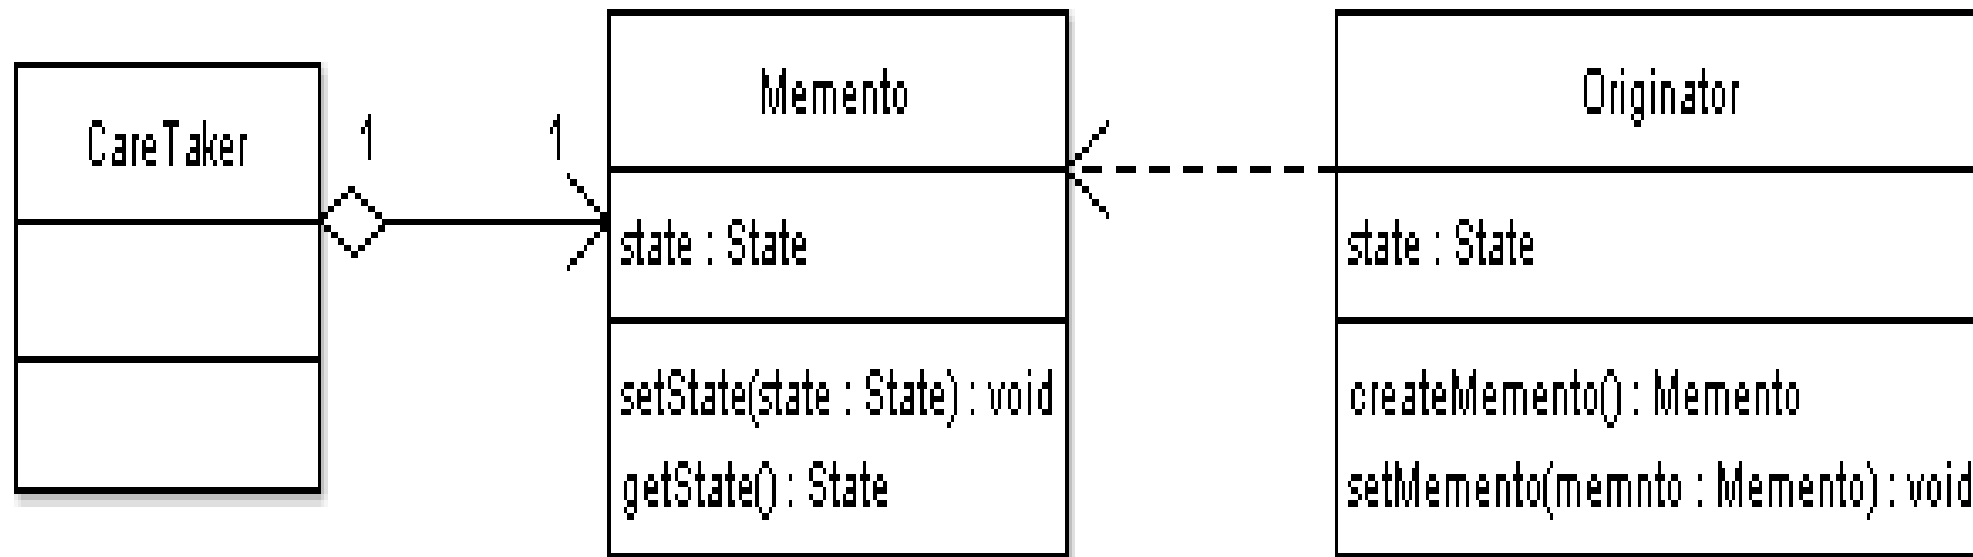 CareTaker
1
1
Memento
state : State
setState(state : State) : void
getState() : State
Originator
state : State
createMemento() : Memento
setMemento(memnto : Memento) : void